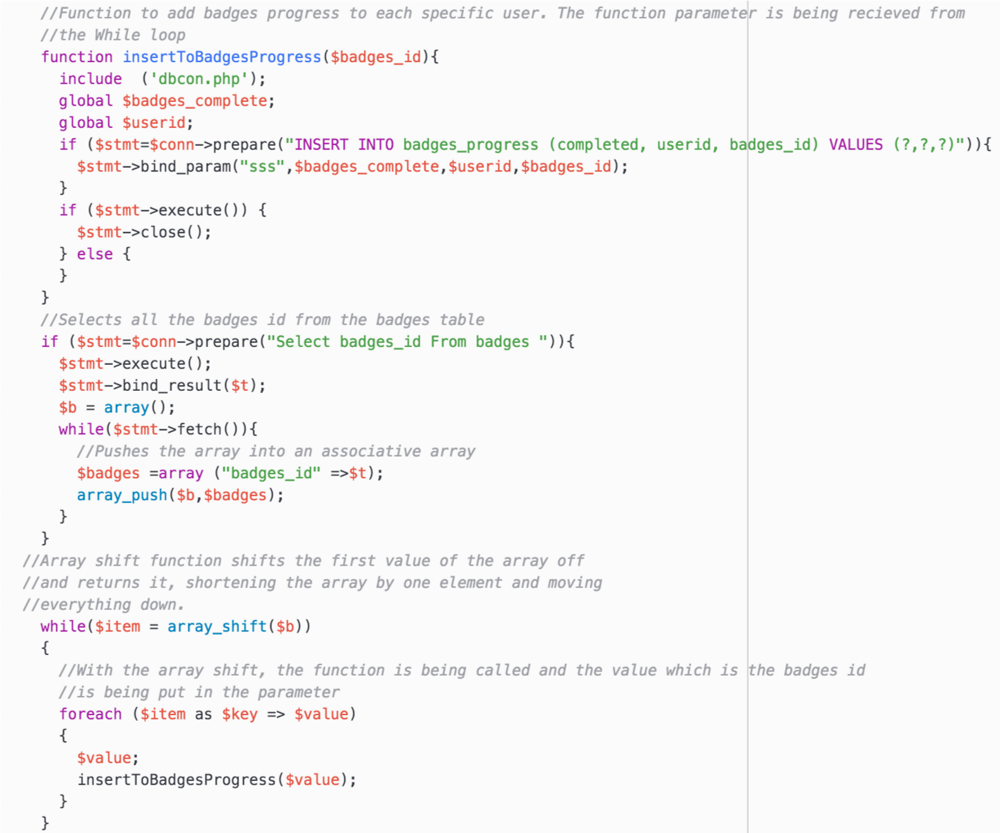 //Function to add badges progress to each specific user. The function parameter is being recieved from
//the While loop
function insertToBadgesProgress($badges_id){
include  ('dbcon.php');
global $badges_complete;
global $userid;
if ($stmt=$conn->prepare("INSERT INTO badges_progress (completed, userid, badges_id) VALUES (?,?,?)")){
$stmt->bind_param("sss",$badges_complete,$userid,$badges_id);
}
if ($stmt->execute()) {
$stmt->close();
} else {
}
}
//Selects all the badges id from the badges table
if ($stmt=$conn->prepare("Select badges_id From badges ")){
$stmt->execute();
$stmt->bind_result($t);
$b = array();
while($stmt->fetch()){
//Pushes the array into an associative array
$badges =array ("badges_id" =>$t);
array_push($b,$badges);
}
}
//Array shift function shifts the first value of the array off
//and returns it, shortening the array by one element and moving
//everything down.
while($item = array_shift($b))
{
//With the array shift, the function is being called and the value which is the badges id
//is being put in the parameter
foreach ($item as $key => $value)
{
$value;
insertToBadgesProgress($value);
}
}